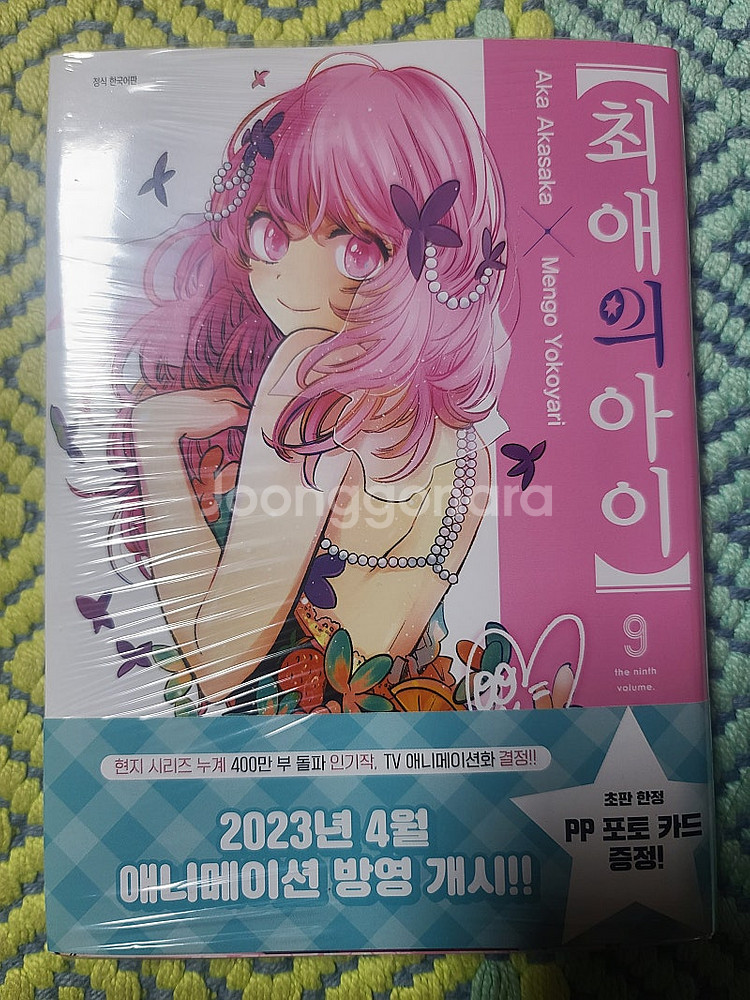 정식 한국어판
【최애의 아이】
Aka Akasaka × Mengo Yokoyari
9
the ninth
volume.
Joonggonara
현지 시리즈 누계 400만 부 돌파 인기작, TV 애니메이션화 결정!!
2023년 4월
애니메이션 방영 개시!!
초판 한정
PP 포토 카드
증정!